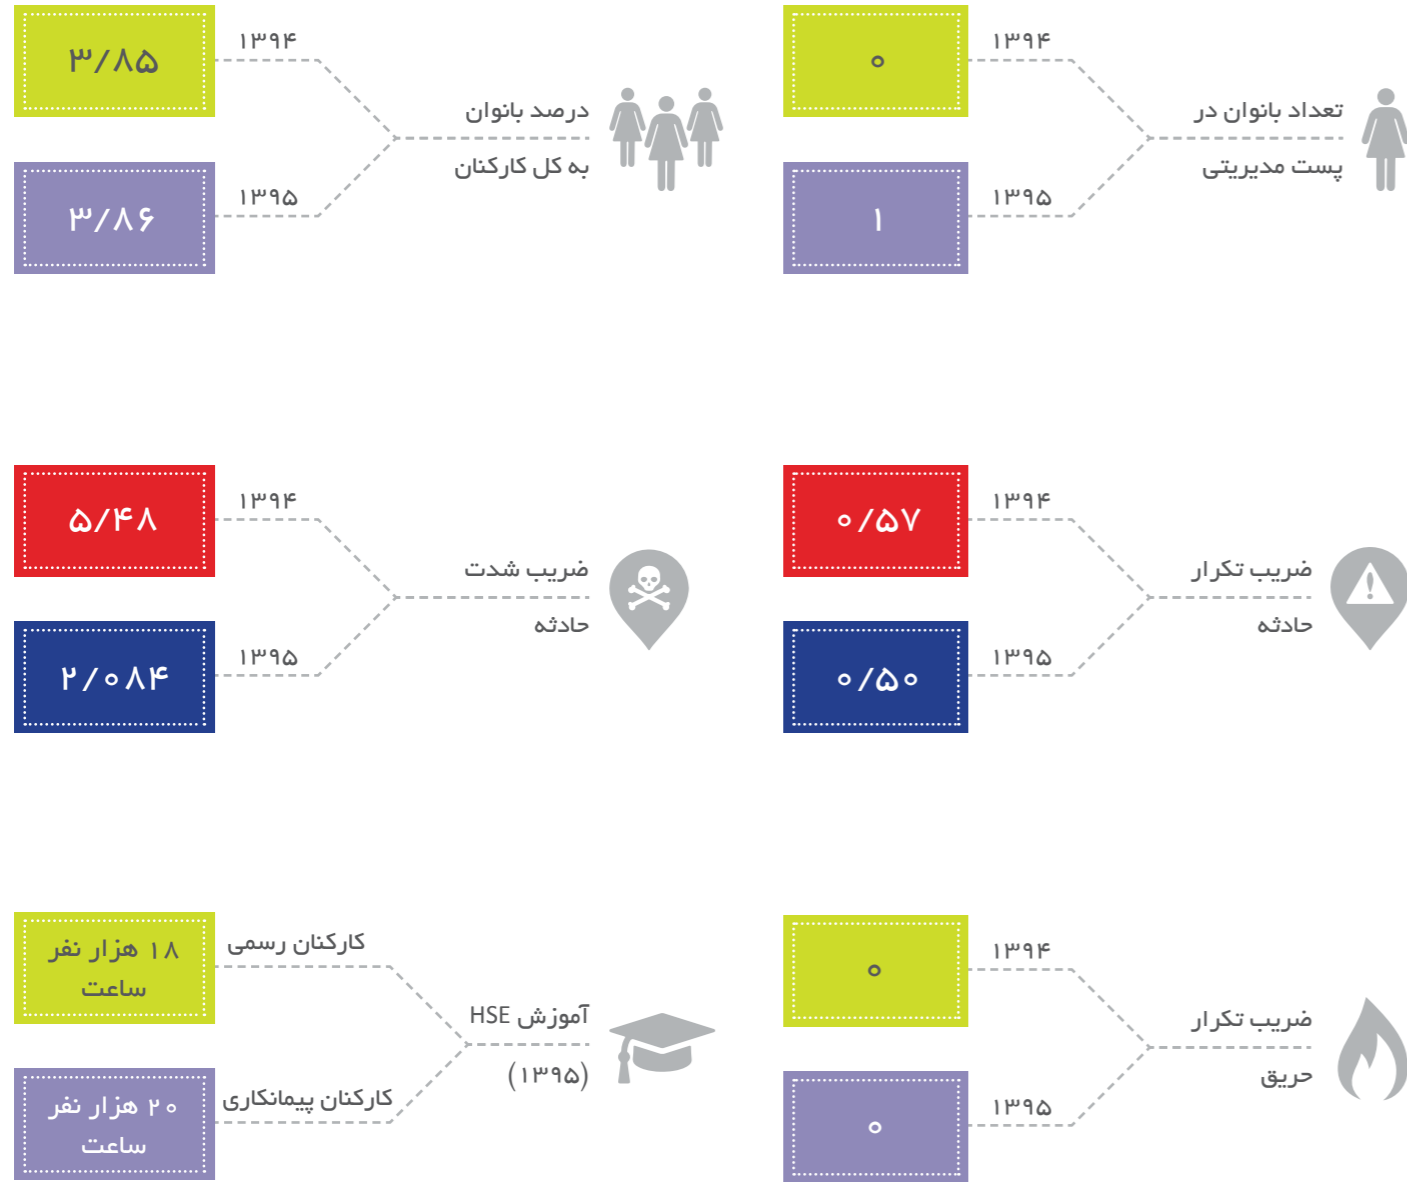 تعداد بانوان در
پست مدیریتی
۱۳۹۴
۰
۱۳۹۵
۱
درصد بانوان
به کل کارکنان
۱۳۹۴
۳/۸۵
۱۳۹۵
۳/۸۶
ضریب تکرار
حادثه
۱۳۹۴
۰/۵۷
۱۳۹۵
۰/۵۰
ضریب شدت
حادثه
۱۳۹۴
۵/۴۸
۱۳۹۵
۲/۰۸۴
ضریب تکرار
حریق
۱۳۹۴
۰
۱۳۹۵
۰
آموزش HSE
(۱۳۹۵)
کارکنان رسمی
۱۸ هزار نفر
ساعت
کارکنان پیمانکاری
۲۰ هزار نفر
ساعت